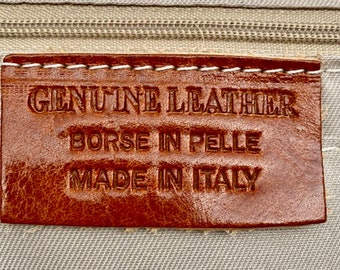 GENUINE LEATHER
BORSE IN PELLE
MADE IN ITALY